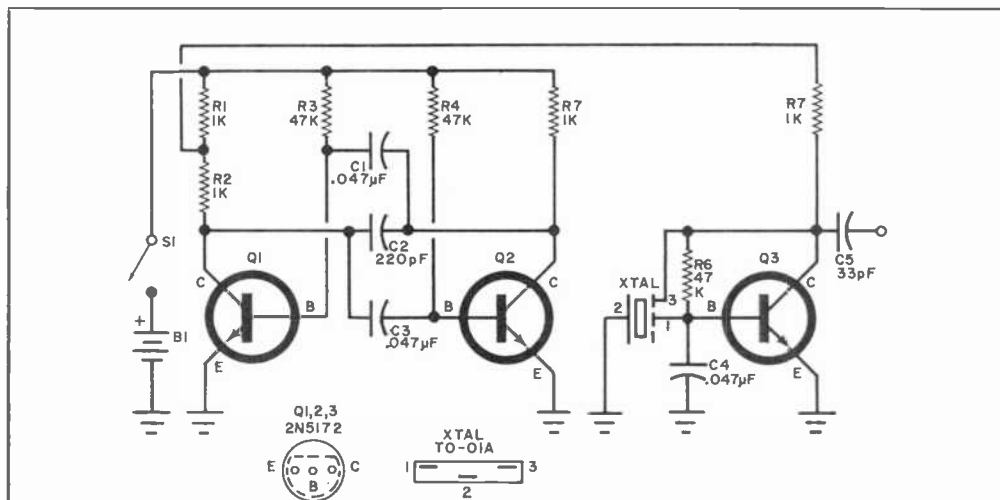 R1
1K
R3
47K
R4
47K
R7
1K
R7
1K
C1
.047µF
R2
1K
S1
C2
220pF
Q1
Q2
Q3
C
C
C
C5
33pF
R6
47
K
XTAL
2
3
1
B
B
B
+
B1
C3
.047µF
C4
.047µF
E
E
E
Q1,2,3
2N5172
E
C
B
XTAL
TO-01A
1
3
2